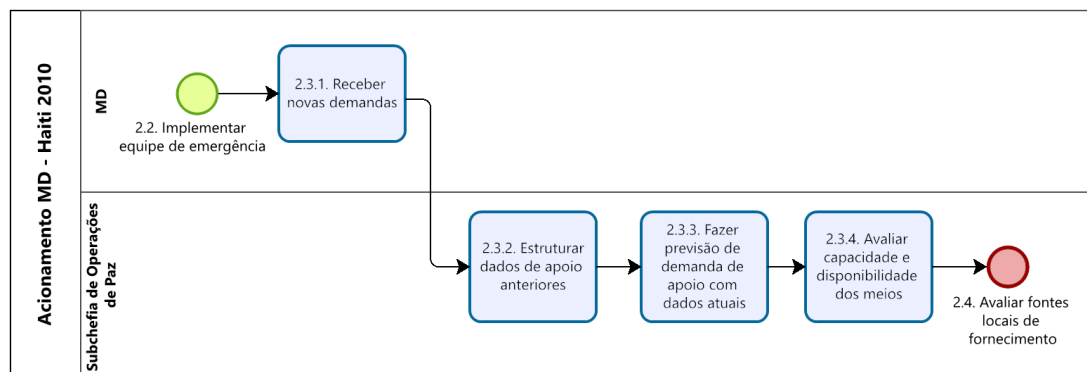 Acionamento MD - Haiti 2010
MD
2.2. Implementar
equipe de emergência
2.3.1. Receber
novas demandas
Subchefia de Operações
de Paz
2.3.2. Estruturar
dados de apoio
anteriores
2.3.3. Fazer
previsão de
demanda de
apoio com
dados atuais
2.3.4. Avaliar
capacidade e
disponibilidade
dos meios
2.4. Avaliar fontes
locais de
fornecimento